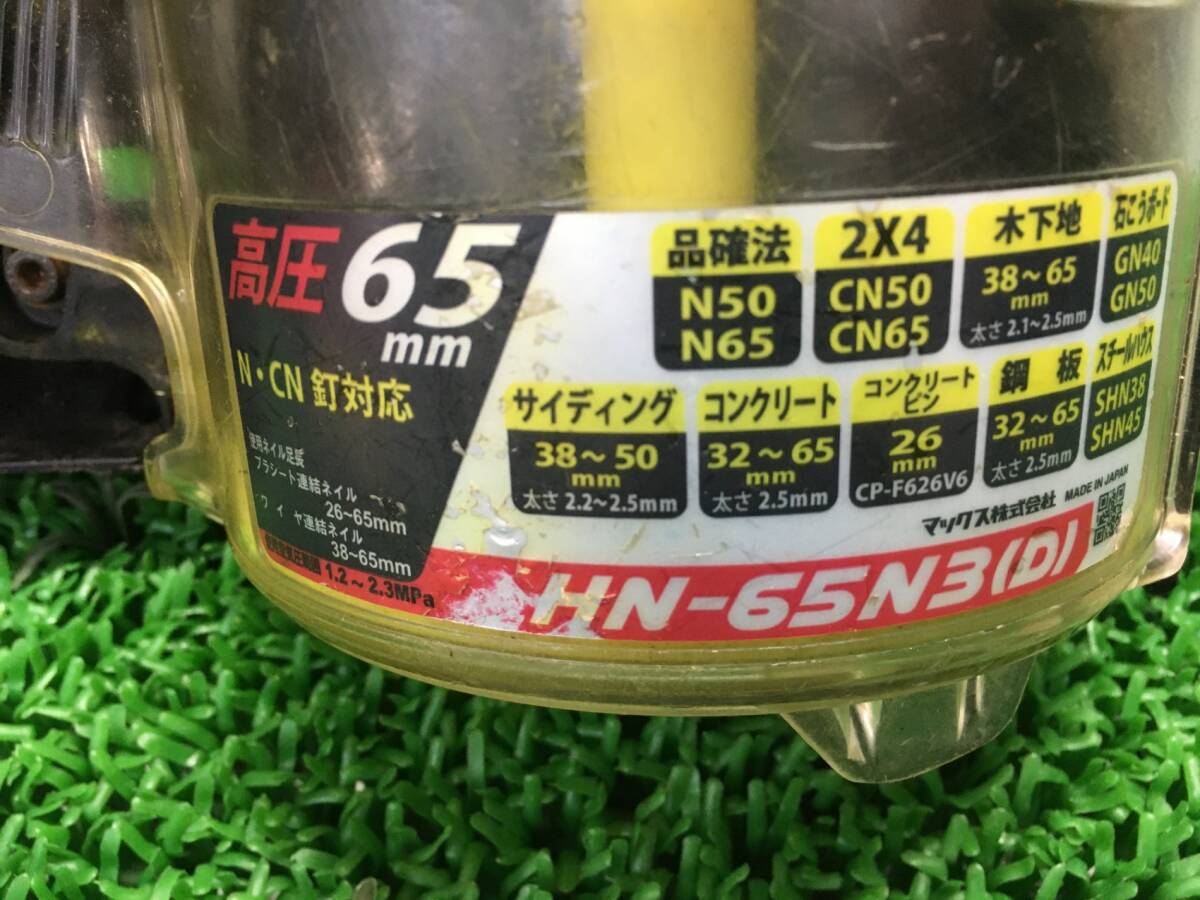 高圧65mm
N・CN 釘対応
使用ネイル足長
プラシート連結ネイル
26~65mm
ワイヤ連結ネイル
38~65mm
1.2~2.3MPa
品確法
N50
N65
2X4
CN50
CN65
木下地
38~65
mm
太さ 2.1~2.5mm
石こうボード
GN40
GN50
サイディング
38~50
mm
太さ 2.2~2.5mm
コンクリート
32~65
mm
太さ 2.5mm
コンクリート
ピン
26
mm
CP-F626V6
鋼 板
32~65
mm
太さ 2.5mm
スチールハウス
SHN38
SHN45
マックス株式会社 MADE IN JAPAN
HN-65N3(D)